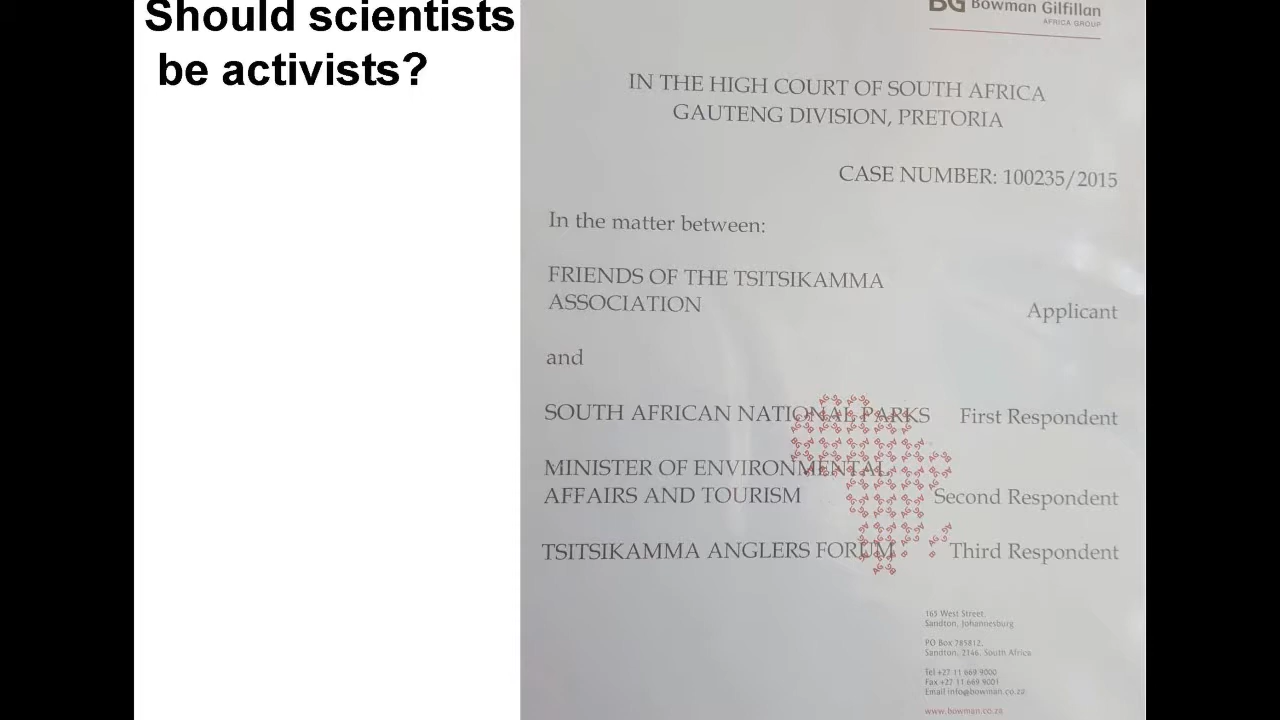 Should scientists
be activists?
BG Bowman Gilfillan
AFRICA GROUP
IN THE HIGH COURT OF SOUTH AFRICA
GAUTENG DIVISION, PRETORIA
CASE NUMBER: 100235/2015
In the matter between:
FRIENDS OF THE TSITSIKAMMA
ASSOCIATION Applicant
and
SOUTH AFRICAN NATIONAL PARKS First Respondent
MINISTER OF ENVIRONMENTAL
AFFAIRS AND TOURISM Second Respondent
TSITSIKAMMA ANGLERS FORUM Third Respondent
165 West Street,
Sandton, Johannesburg
PO Box 785812,
Sandton, 2146, South Africa
Tel +27 11 669 9000
Fax +27 11 669 9001
Email info@bowman.co.za
www.bowman.co.za